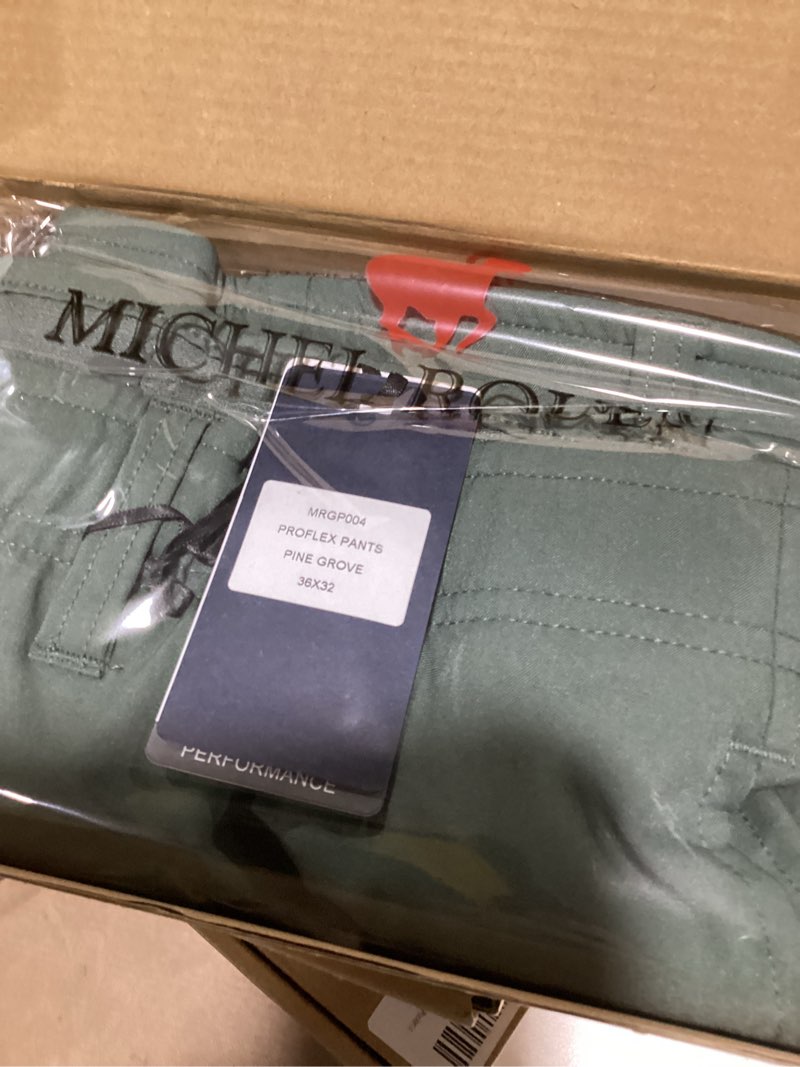 MICHEL ROLEN
MRGP004
PROFLEX PANTS
PINE GROVE
36X32
PERFORMANCE